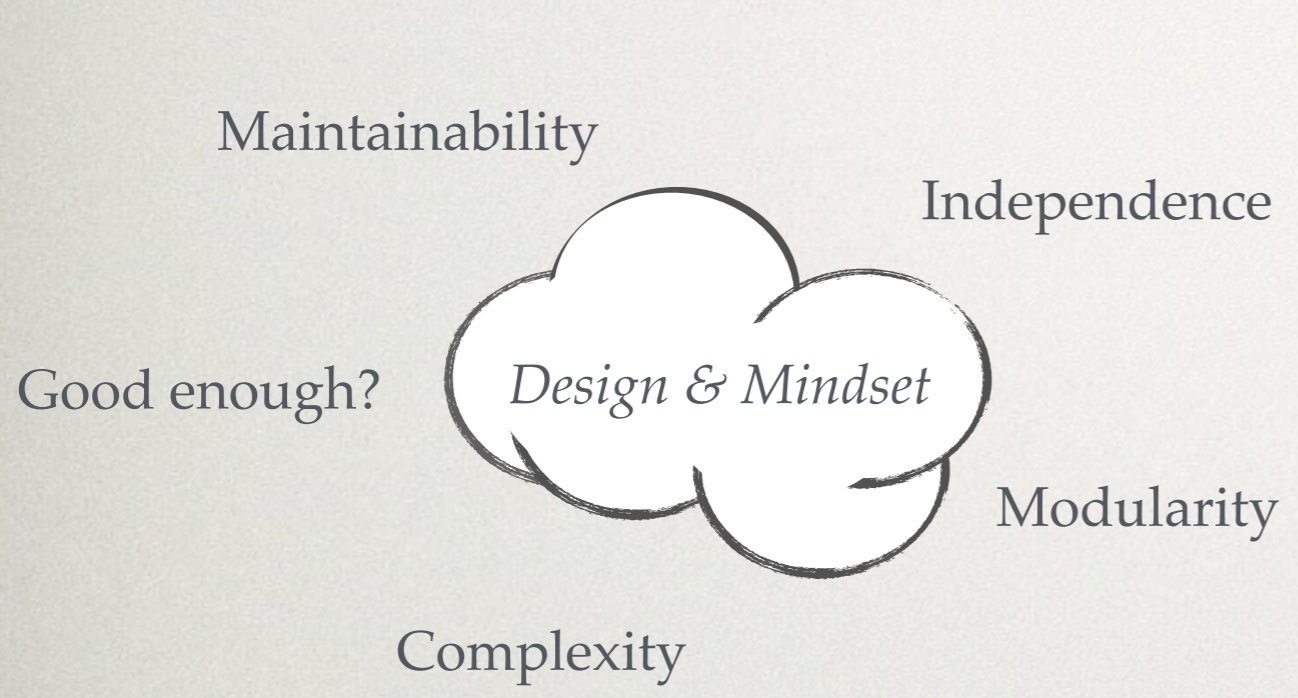 Maintainability
Independence
Good enough?
Design & Mindset
Modularity
Complexity